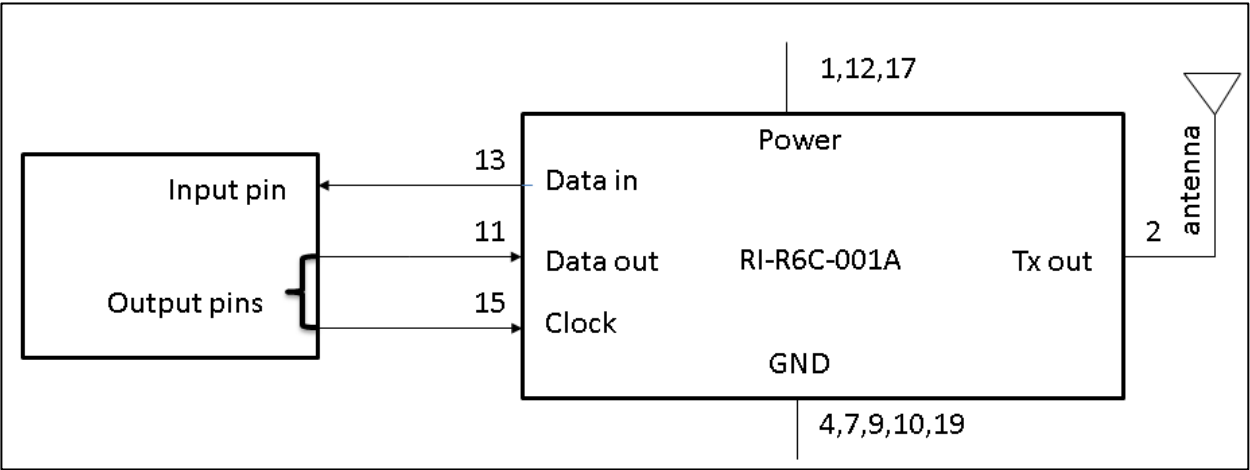 1,12,17
Power
13
Data in
Input pin
11
Data out
RI-R6C-001A
Tx out
2
antenna
Output pins
15
Clock
GND
4,7,9,10,19